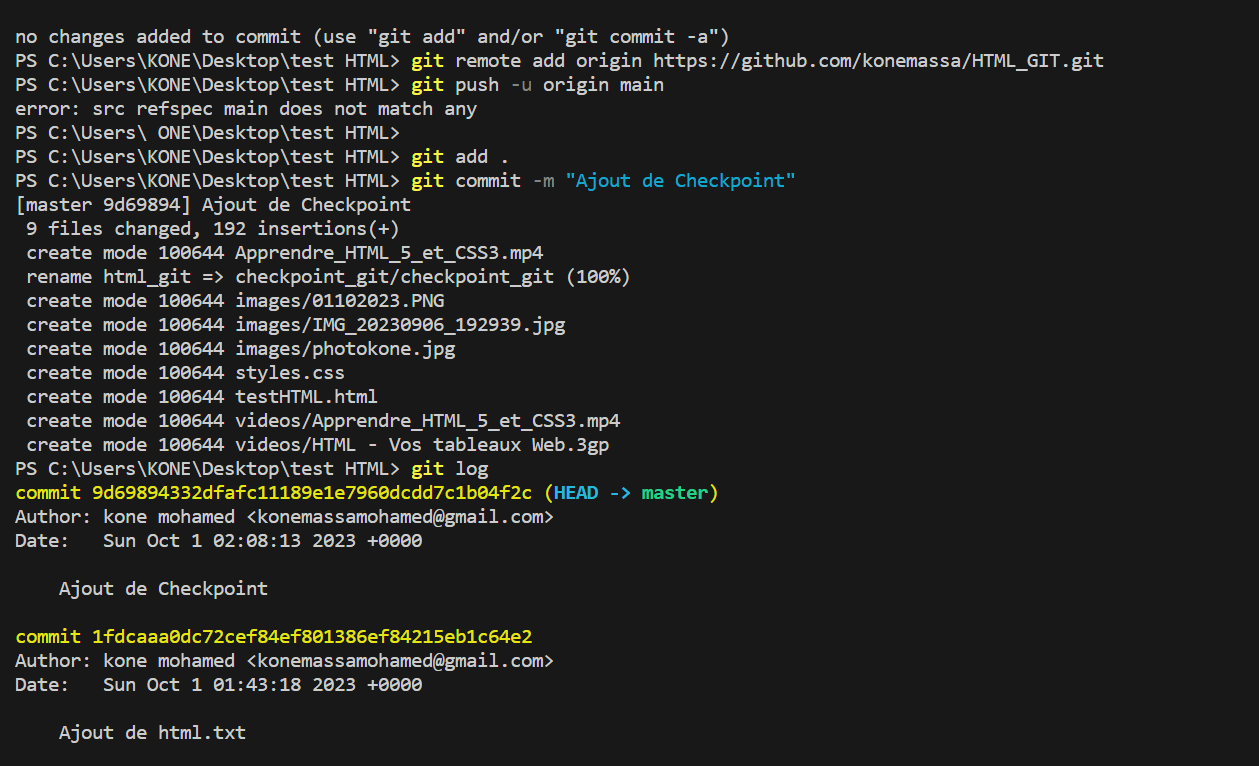 no changes added to commit (use "git add" and/or "git commit -a")
PS C:\Users\KONE\Desktop\test HTML> git remote add origin https://github.com/konemassa/HTML_GIT.git
PS C:\Users\KONE\Desktop\test HTML> git push -u origin main
error: src refspec main does not match any
PS C:\Users\ ONE\Desktop\test HTML>
PS C:\Users\KONE\Desktop\test HTML> git add .
PS C:\Users\KONE\Desktop\test HTML> git commit -m "Ajout de Checkpoint"
[master 9d69894] Ajout de Checkpoint
 9 files changed, 192 insertions(+)
 create mode 100644 Apprendre_HTML_5_et_CSS3.mp4
 rename html_git => checkpoint_git/checkpoint_git (100%)
 create mode 100644 images/01102023.PNG
 create mode 100644 images/IMG_20230906_192939.jpg
 create mode 100644 images/photokone.jpg
 create mode 100644 styles.css
 create mode 100644 testHTML.html
 create mode 100644 videos/Apprendre_HTML_5_et_CSS3.mp4
 create mode 100644 videos/HTML - Vos tableaux Web.3gp
PS C:\Users\KONE\Desktop\test HTML> git log
commit 9d69894332dfafc11189e1e7960dcdd7c1b04f2c (HEAD -> master)
Author: kone mohamed <konemassamohamed@gmail.com>
Date:   Sun Oct 1 02:08:13 2023 +0000
    Ajout de Checkpoint
commit 1fdcaaa0dc72cef84ef801386ef84215eb1c64e2
Author: kone mohamed <konemassamohamed@gmail.com>
Date:   Sun Oct 1 01:43:18 2023 +0000
    Ajout de html.txt